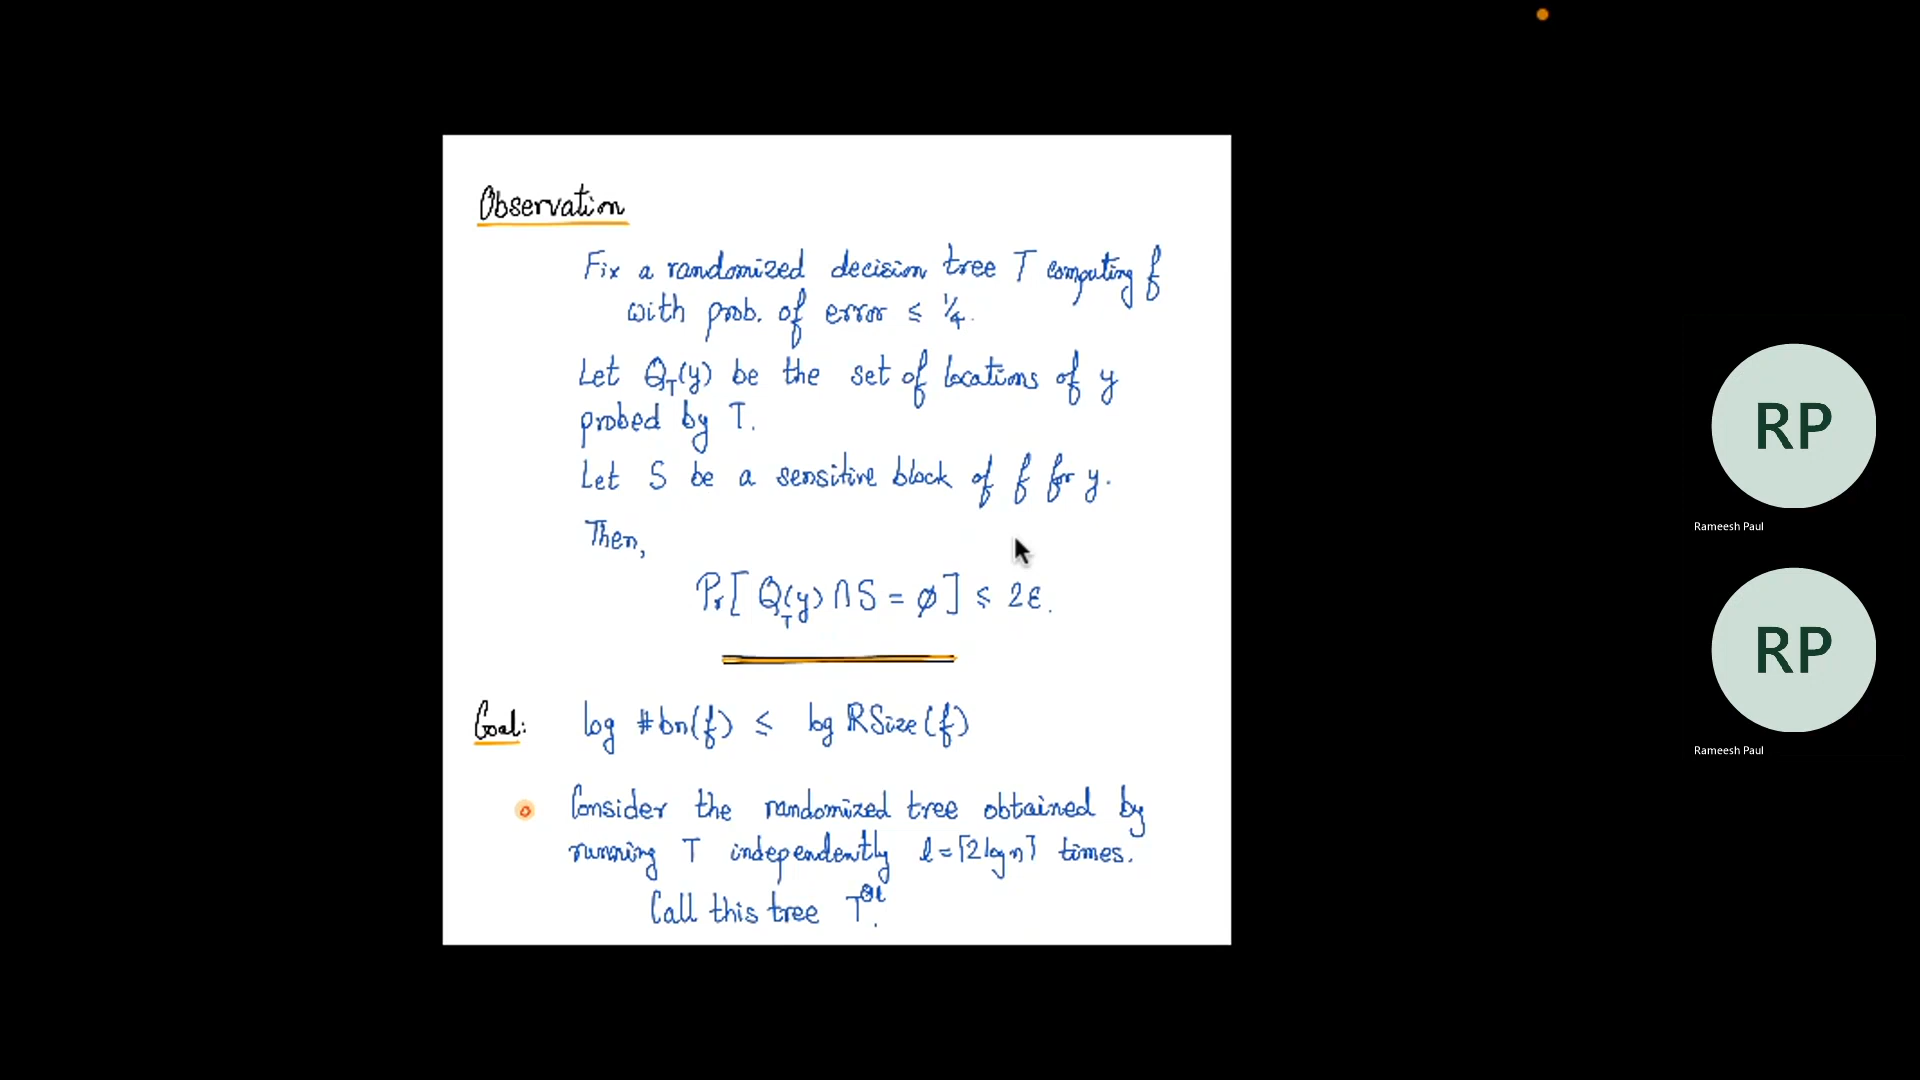 Observation
Fix a randomized decision tree T computing f
with prob. of error ≤ 1/4.
Let Q_T(y) be the set of locations of y
probed by T.
Let S be a sensitive block of f for y.
Then,
Pr[ Q_T(y) ∩ S = ∅ ] ≤ 2ε.
Goal: log #bn(f) ≤ log RSize(f)
Consider the randomized tree obtained by
running T independently l = ⌈2 log n⌉ times.
Call this tree T^{⊗l}.
RP
Rameesh Paul
RP
Rameesh Paul